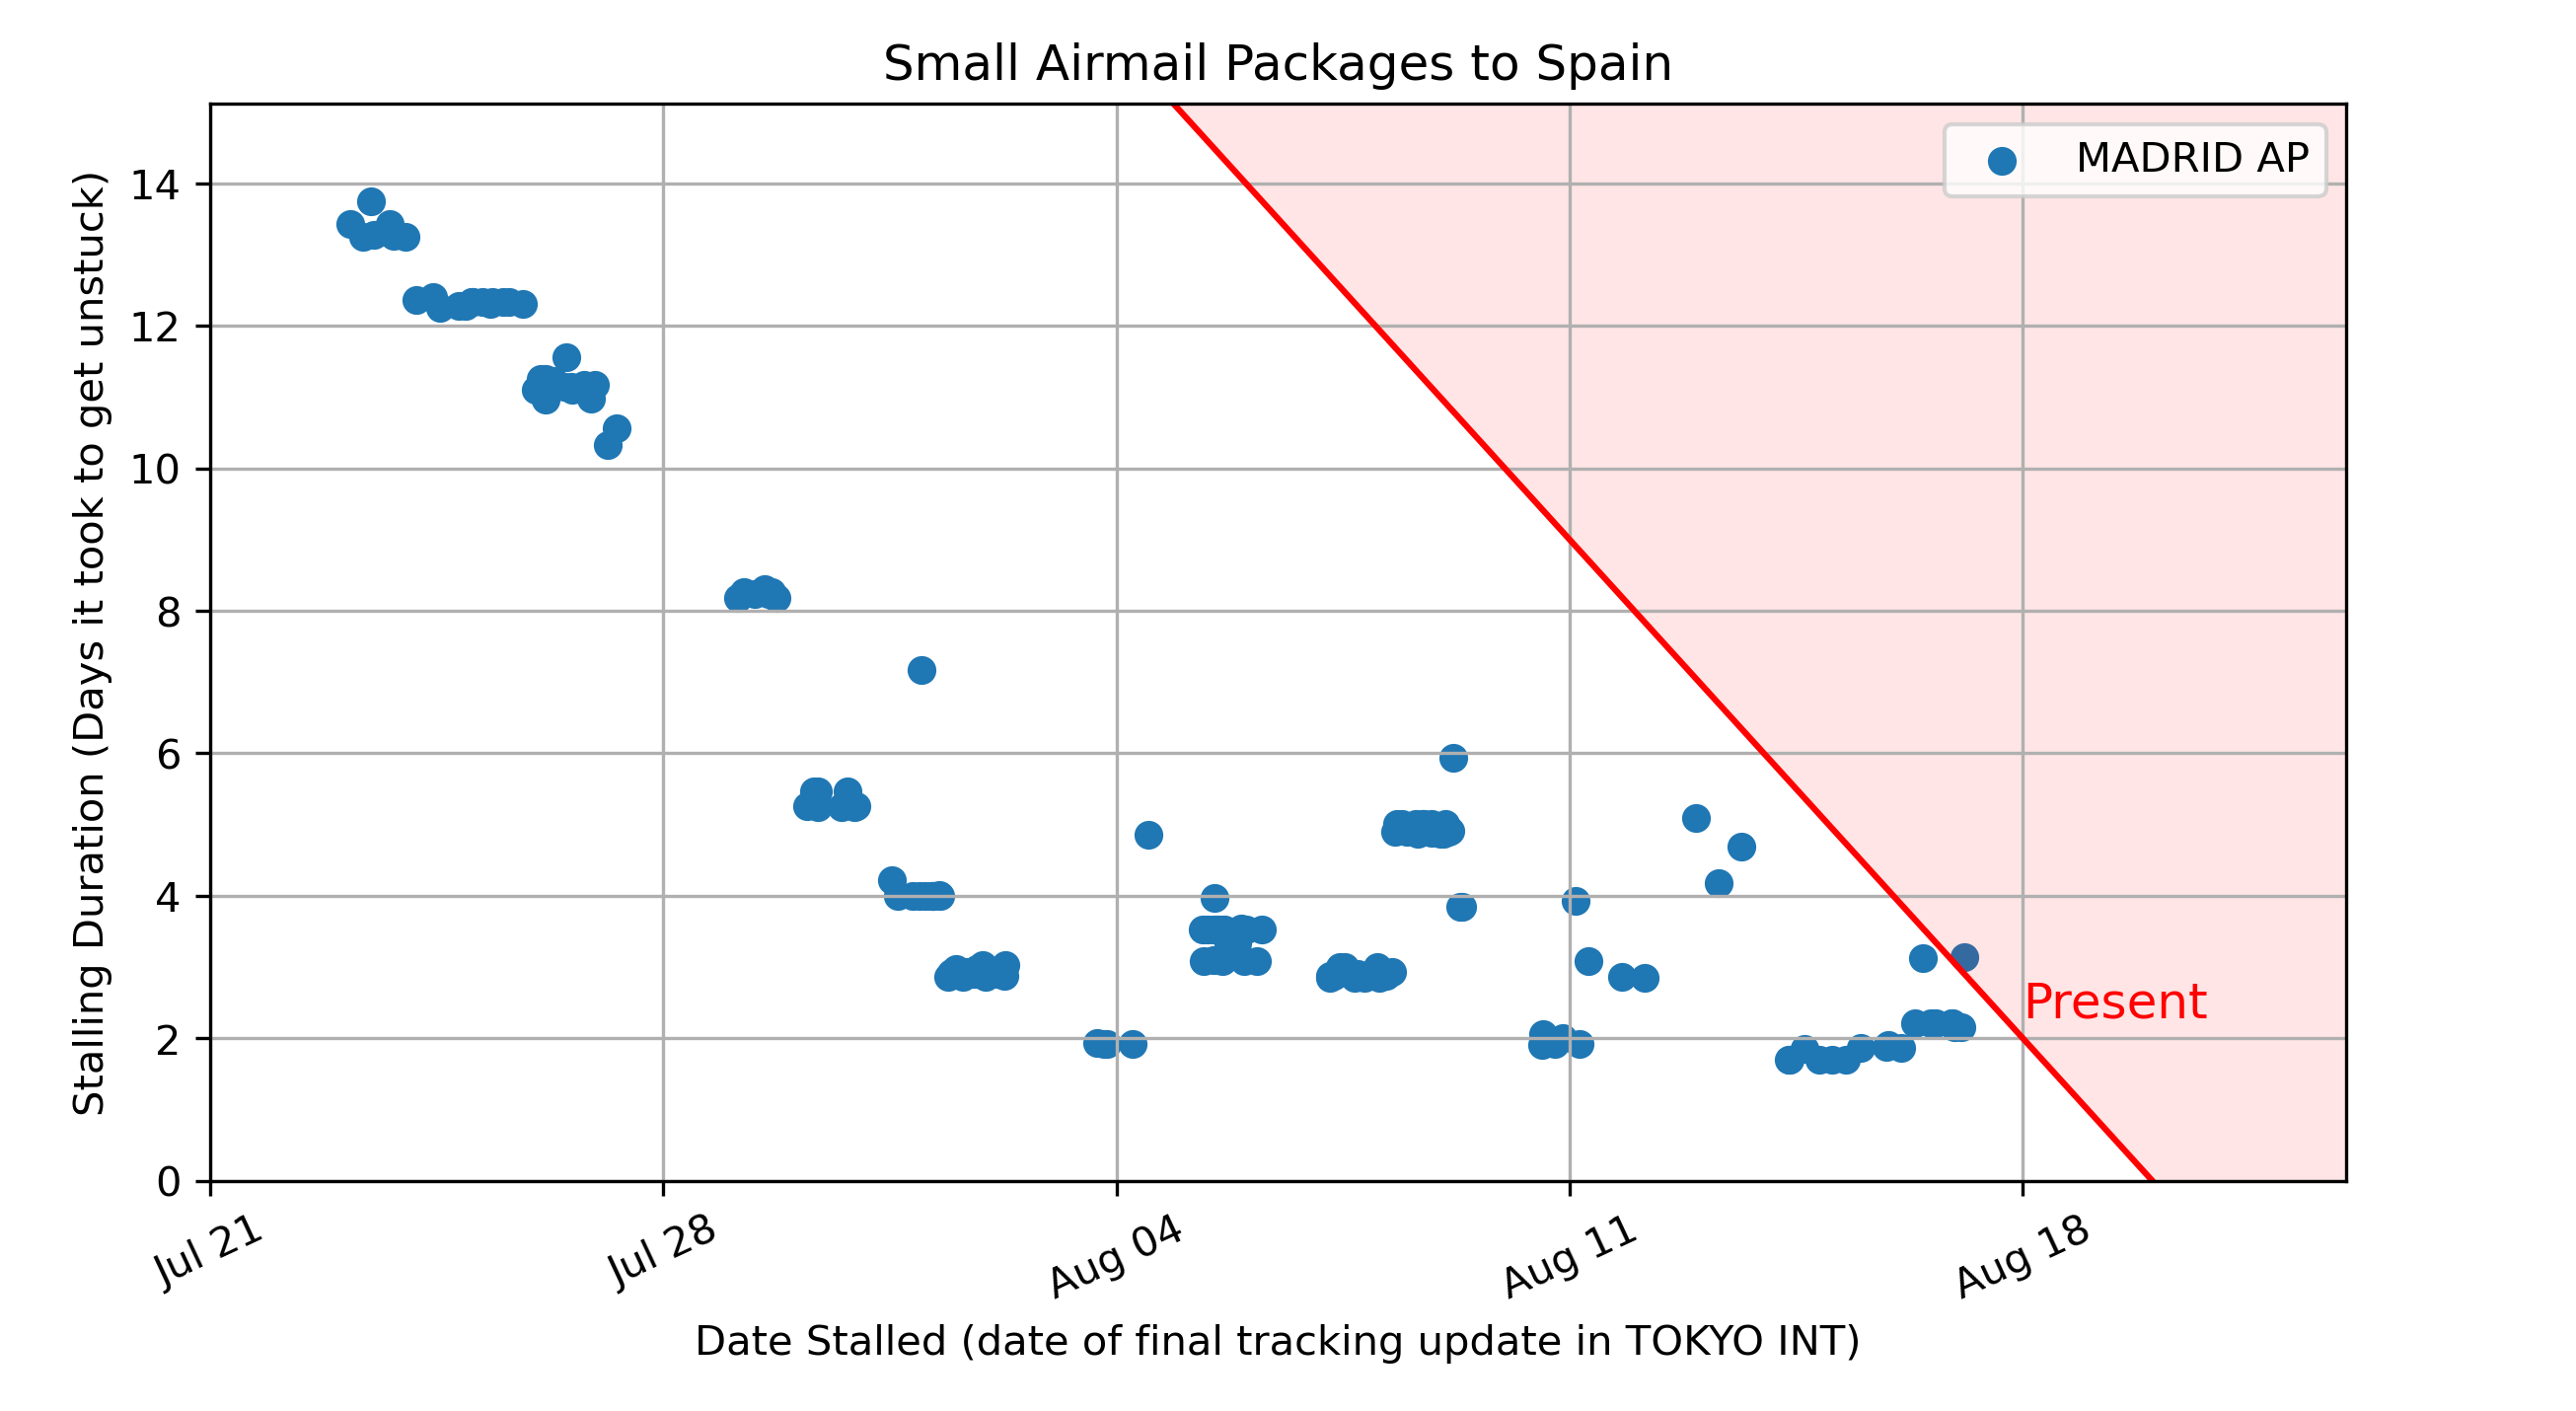 Small Airmail Packages to Spain
MADRID AP
Stalling Duration (Days it took to get unstuck)
14
12
10
8
6
4
2
0
Present
Jul 21
Jul 28
Aug 04
Aug 11
Aug 18
Date Stalled (date of final tracking update in TOKYO INT)